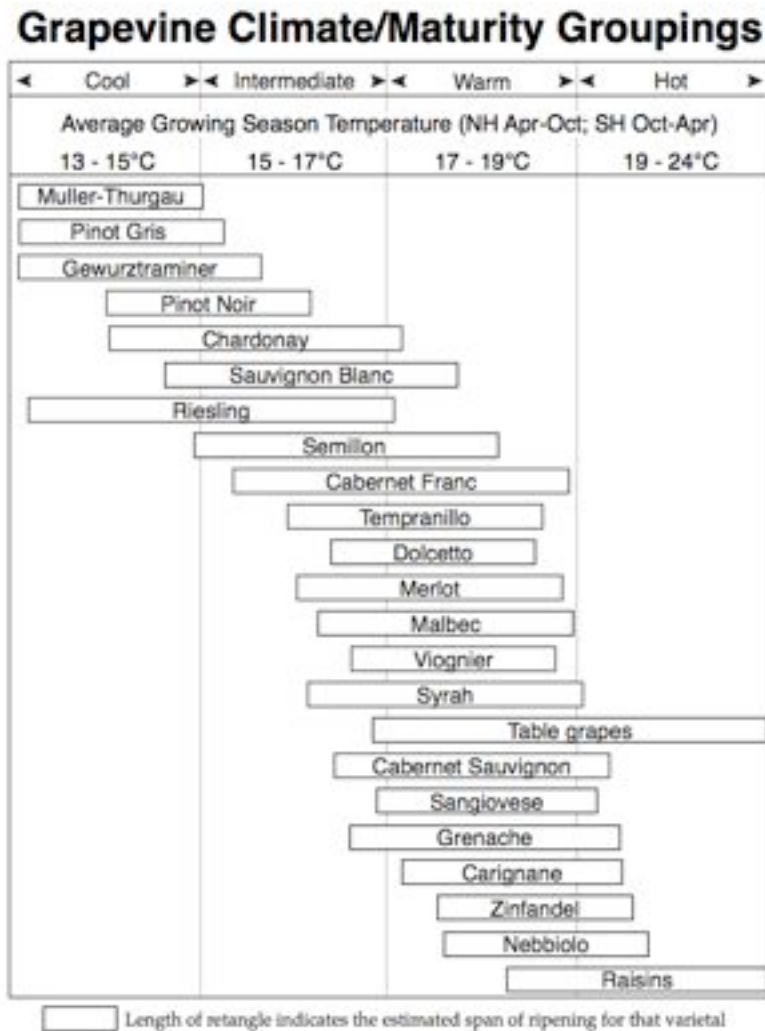 Grapevine Climate/Maturity Groupings
Cool Intermediate Warm Hot
Average Growing Season Temperature (NH Apr-Oct; SH Oct-Apr)
13 - 15°C 15 - 17°C 17 - 19°C 19 - 24°C
Muller-Thurgau
Pinot Gris
Gewurztraminer
Pinot Noir
Chardonay
Sauvignon Blanc
Riesling
Semillon
Cabernet Franc
Tempranillo
Dolcetto
Merlot
Malbec
Viognier
Syrah
Table grapes
Cabernet Sauvignon
Sangiovese
Grenache
Carignane
Zinfandel
Nebbiolo
Raisins
Length of retangle indicates the estimated span of ripening for that varietal